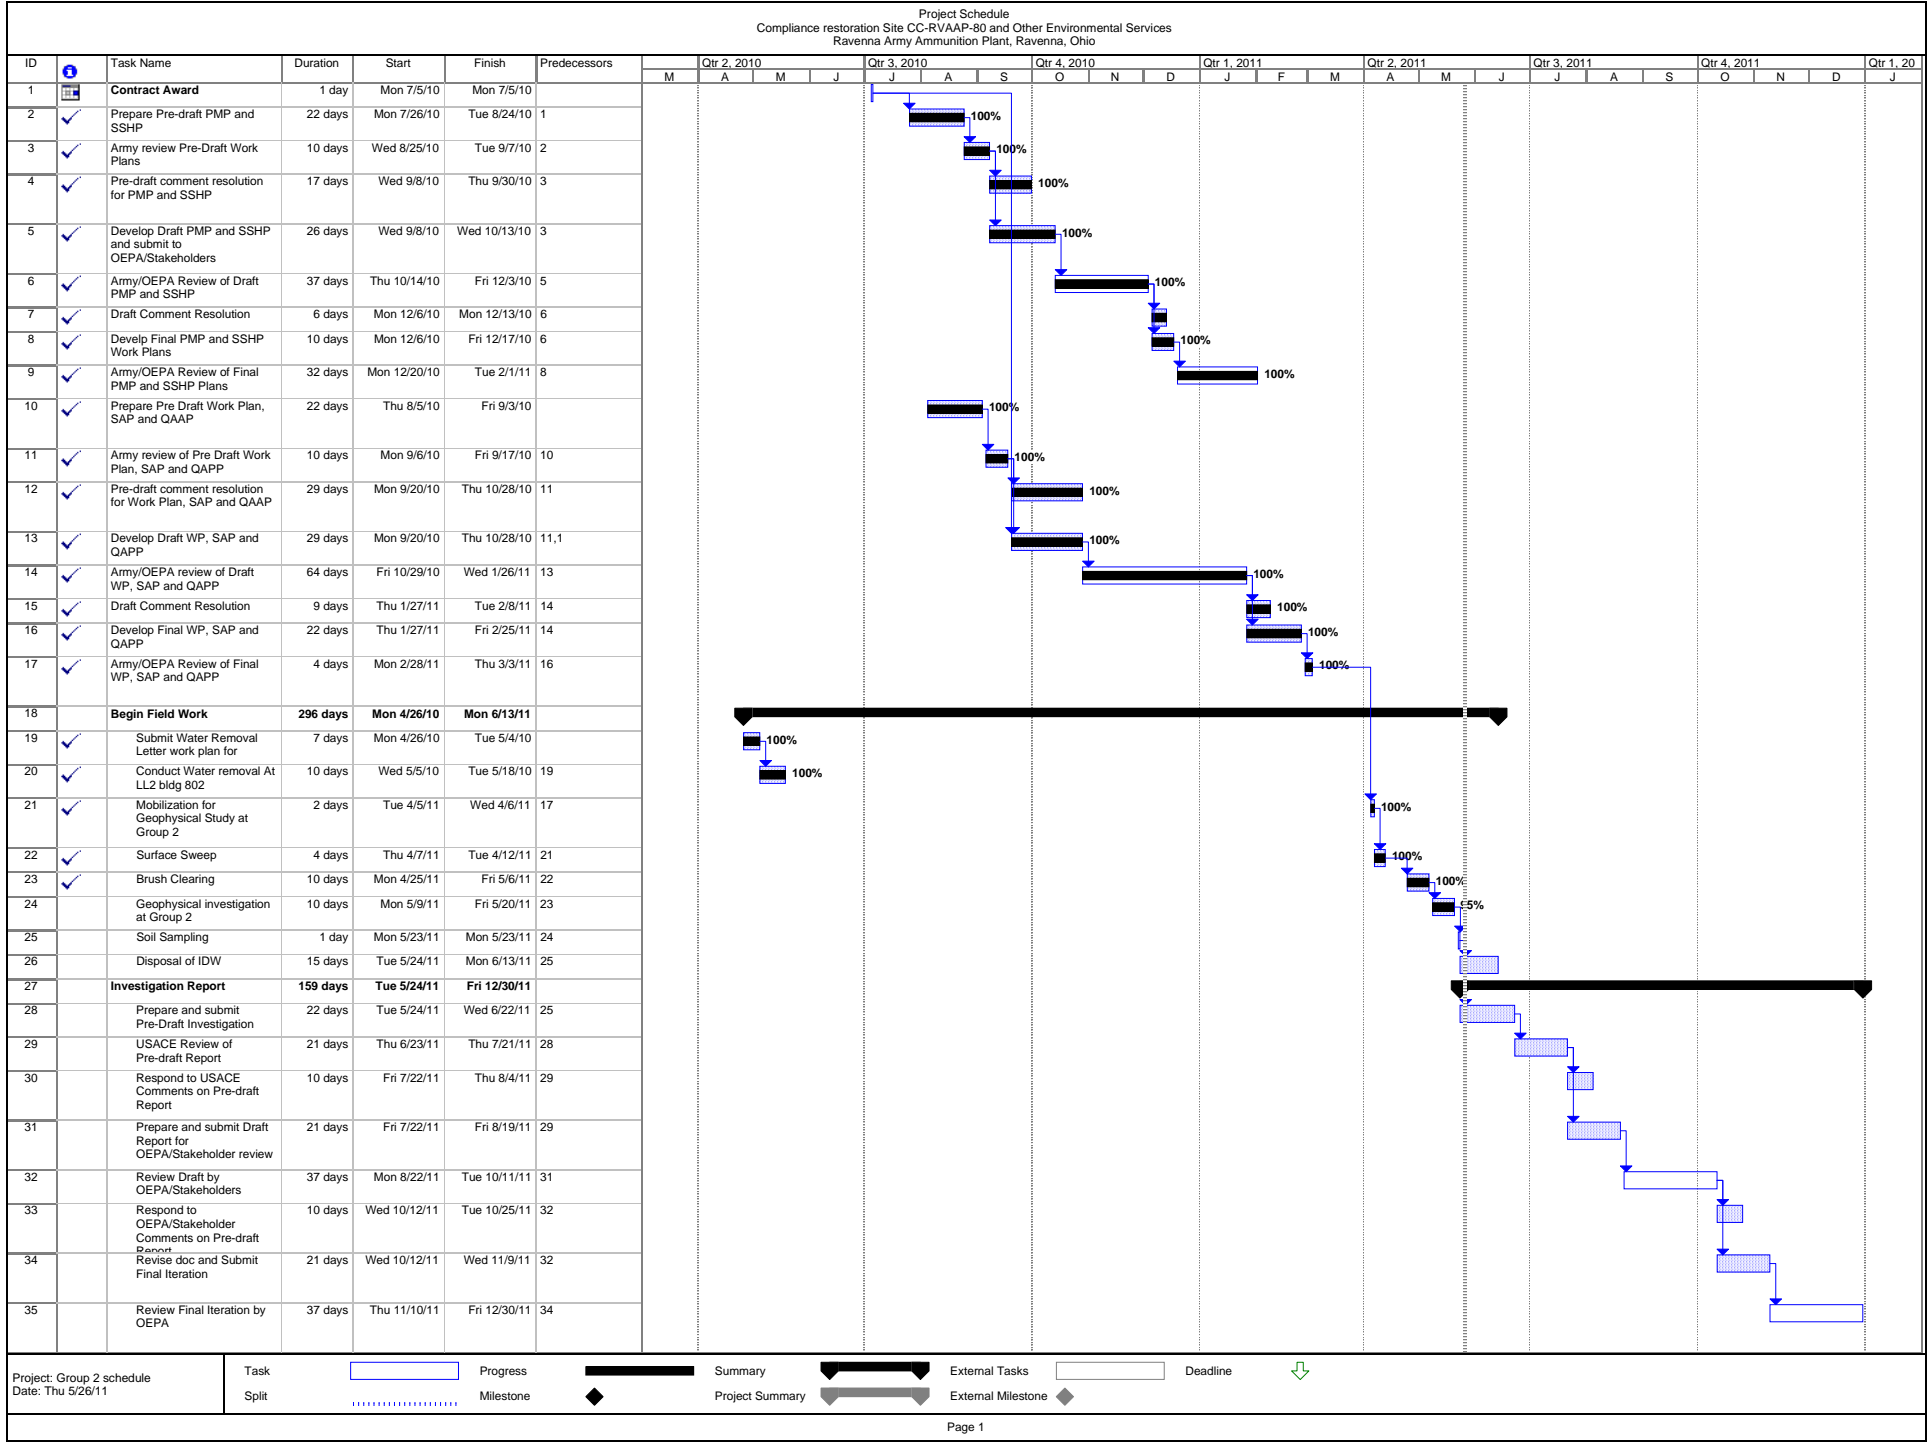 Project Schedule
Compliance restoration Site CC-RVAAP-80 and Other Environmental Services
Ravenna Army Ammunition Plant, Ravenna, Ohio
ID Task Name Duration Start Finish Predecessors
Qtr 2, 2010 Qtr 3, 2010 Qtr 4, 2010 Qtr 1, 2011 Qtr 2, 2011 Qtr 3, 2011 Qtr 4, 2011 Qtr 1, 20
M A M J J A S O N D J F M A M J J A S O N D J
1 Contract Award 1 day Mon 7/5/10 Mon 7/5/10
2 Prepare Pre-draft PMP and 22 days Mon 7/26/10 Tue 8/24/10 1 100%
SSHP
3 Army review Pre-Draft Work 10 days Wed 8/25/10 Tue 9/7/10 2 100%
Plans
4 Pre-draft comment resolution 17 days Wed 9/8/10 Thu 9/30/10 3 100%
for PMP and SSHP
5 Develop Draft PMP and SSHP 26 days Wed 9/8/10 Wed 10/13/10 3 100%
and submit to
OEPA/Stakeholders
6 Army/OEPA Review of Draft 37 days Thu 10/14/10 Fri 12/3/10 5 100%
PMP and SSHP
7 Draft Comment Resolution 6 days Mon 12/6/10 Mon 12/13/10 6
8 Develp Final PMP and SSHP 10 days Mon 12/6/10 Fri 12/17/10 6 100%
Work Plans
9 Army/OEPA Review of Final 32 days Mon 12/20/10 Tue 2/1/11 8 100%
PMP and SSHP Plans
10 Prepare Pre Draft Work Plan, 22 days Thu 8/5/10 Fri 9/3/10 100%
SAP and QAAP
11 Army review of Pre Draft Work 10 days Mon 9/6/10 Fri 9/17/10 10 100%
Plan, SAP and QAPP
12 Pre-draft comment resolution 29 days Mon 9/20/10 Thu 10/28/10 11 100%
for Work Plan, SAP and QAAP
13 Develop Draft WP, SAP and 29 days Mon 9/20/10 Thu 10/28/10 11,1 100%
QAPP
14 Army/OEPA review of Draft 64 days Fri 10/29/10 Wed 1/26/11 13 100%
WP, SAP and QAPP
15 Draft Comment Resolution 9 days Thu 1/27/11 Tue 2/8/11 14 100%
16 Develop Final WP, SAP and 22 days Thu 1/27/11 Fri 2/25/11 14 100%
QAPP
17 Army/OEPA Review of Final 4 days Mon 2/28/11 Thu 3/3/11 16 100%
WP, SAP and QAPP
18 Begin Field Work 296 days Mon 4/26/10 Mon 6/13/11
19 Submit Water Removal 7 days Mon 4/26/10 Tue 5/4/10 100%
Letter work plan for
20 Conduct Water removal At 10 days Wed 5/5/10 Tue 5/18/10 19 100%
LL2 bldg 802
21 Mobilization for 2 days Tue 4/5/11 Wed 4/6/11 17 100%
Geophysical Study at
Group 2
22 Surface Sweep 4 days Thu 4/7/11 Tue 4/12/11 21 100%
23 Brush Clearing 10 days Mon 4/25/11 Fri 5/6/11 22 100%
24 Geophysical investigation 10 days Mon 5/9/11 Fri 5/20/11 23
at Group 2
25 Soil Sampling 1 day Mon 5/23/11 Mon 5/23/11 24
26 Disposal of IDW 15 days Tue 5/24/11 Mon 6/13/11 25
27 Investigation Report 159 days Tue 5/24/11 Fri 12/30/11
28 Prepare and submit 22 days Tue 5/24/11 Wed 6/22/11 25
Pre-Draft Investigation
29 USACE Review of 21 days Thu 6/23/11 Thu 7/21/11 28
Pre-draft Report
30 Respond to USACE 10 days Fri 7/22/11 Thu 8/4/11 29
Comments on Pre-draft
Report
31 Prepare and submit Draft 21 days Fri 7/22/11 Fri 8/19/11 29
Report for
OEPA/Stakeholder review
32 Review Draft by 37 days Mon 8/22/11 Tue 10/11/11 31
OEPA/Stakeholders
33 Respond to 10 days Wed 10/12/11 Tue 10/25/11 32
OEPA/Stakeholder
Comments on Pre-draft
Report
34 Revise doc and Submit 21 days Wed 10/12/11 Wed 11/9/11 32
Final Iteration
35 Review Final Iteration by 37 days Thu 11/10/11 Fri 12/30/11 34
OEPA
Project: Group 2 schedule
Date: Thu 5/26/11
Task Progress Summary External Tasks Deadline
Split Milestone Project Summary External Milestone
Page 1